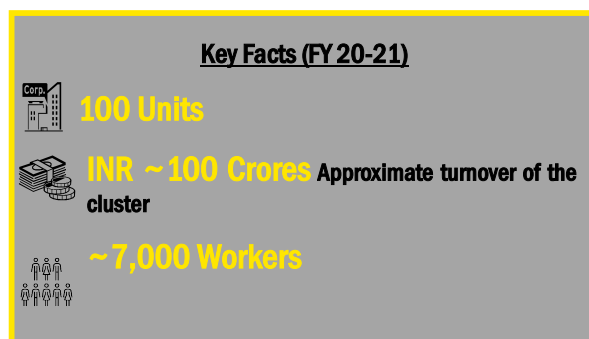 Key Facts (FY 20-21)
Corp.
100 Units
INR ~100 Crores Approximate turnover of the
cluster
~7,000 Workers